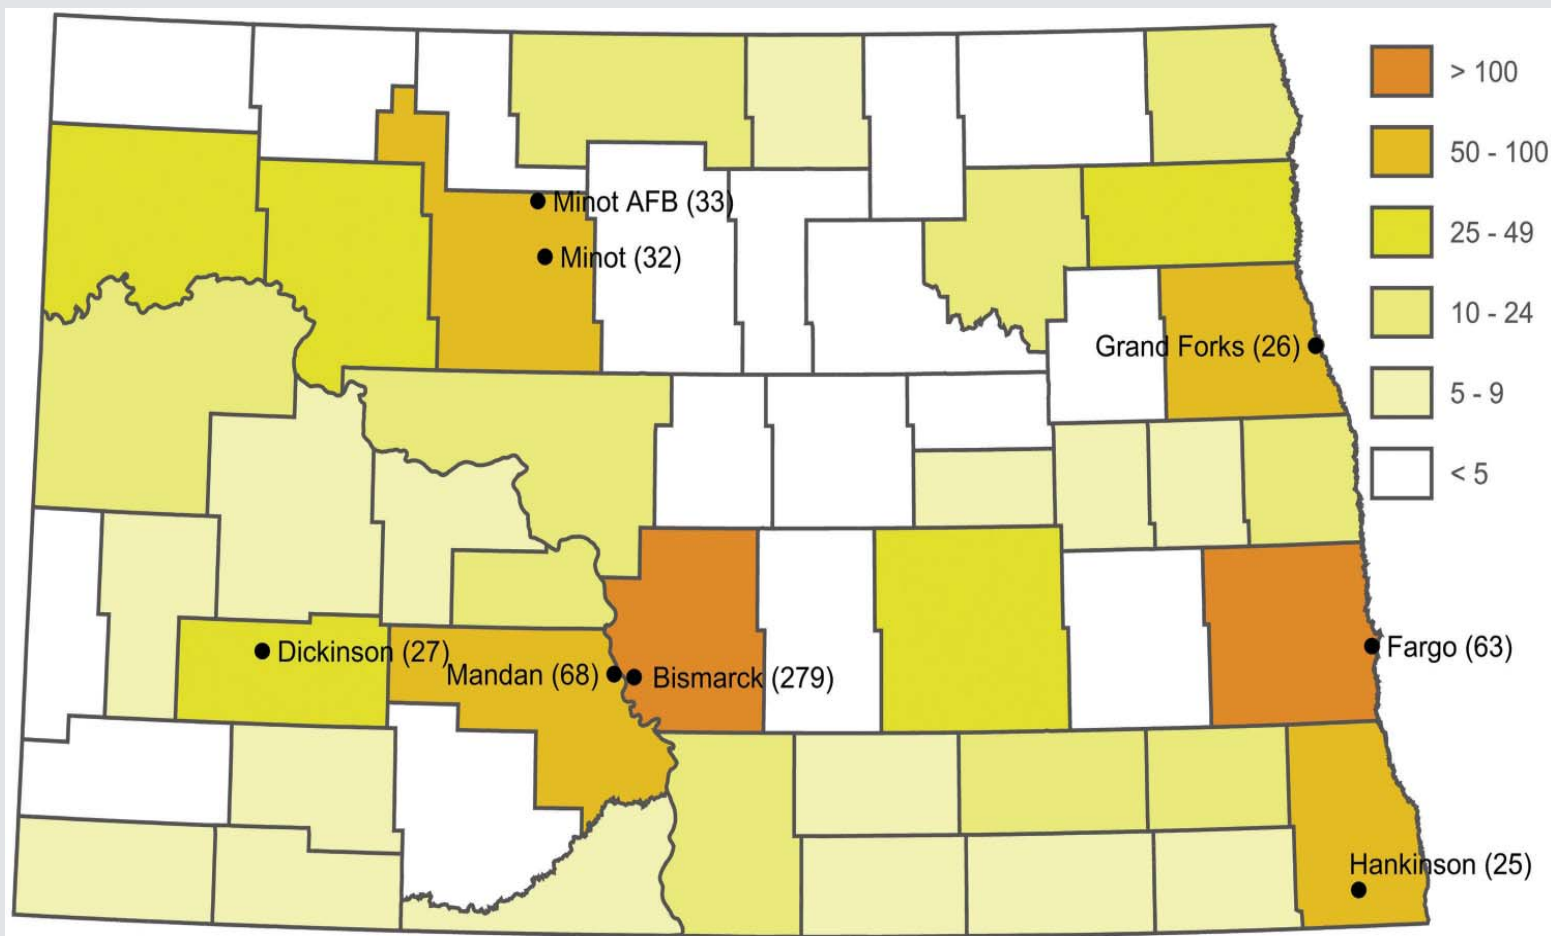 > 100
50 - 100
25 - 49
10 - 24
5 - 9
< 5
Minot AFB (33)
Minot (32)
Grand Forks (26)
Dickinson (27)
Mandan (68)
Bismarck (279)
Fargo (63)
Hankinson (25)